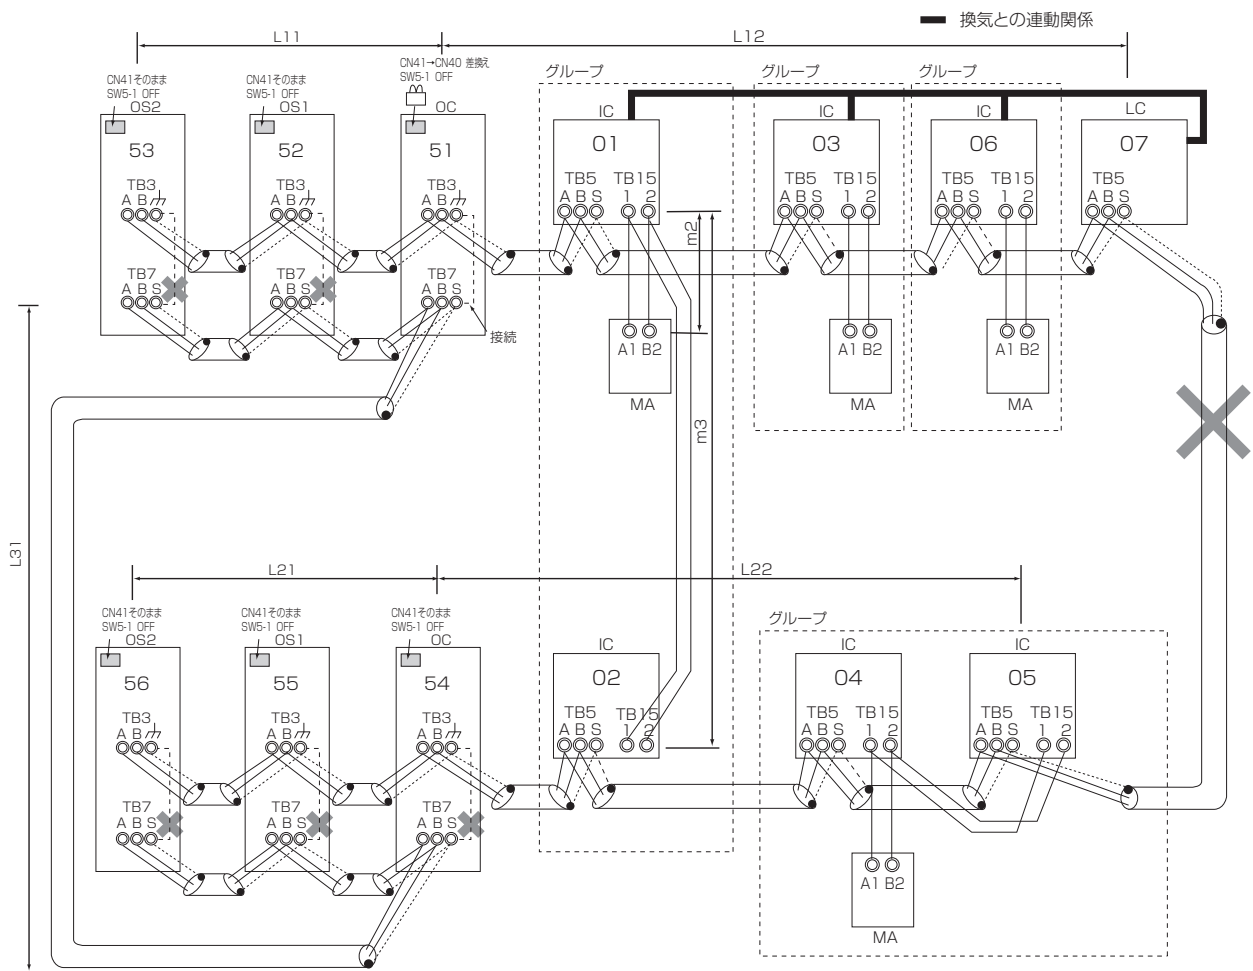 換気との連動関係
L11
L12
CN41そのまま
SW5-1 OFF
OS2
CN41そのまま
SW5-1 OFF
OS1
CN41→CN40 差換え
SW5-1 OFF
OC
グループ
グループ
グループ
IC
IC
IC
LC
53
52
51
01
03
06
07
TB3
TB3
TB3
TB5
TB15
TB5
TB15
TB5
TB15
TB5
A B
A B
A B
A B S
1 2
A B S
1 2
A B S
1 2
A B S
m2
TB7
TB7
TB7
A B S
A B S
A B S
接続
A1 B2
A1 B2
A1 B2
MA
MA
MA
m3
L31
L21
L22
CN41そのまま
SW5-1 OFF
OS2
CN41そのまま
SW5-1 OFF
OS1
CN41そのまま
SW5-1 OFF
OC
グループ
IC
IC
IC
56
55
54
02
04
05
TB3
TB3
TB3
TB5
TB15
TB5
TB15
TB5
TB15
A B
A B
A B
A B S
1 2
A B S
1 2
A B S
1 2
TB7
TB7
TB7
A B S
A B S
A B S
A1 B2
MA